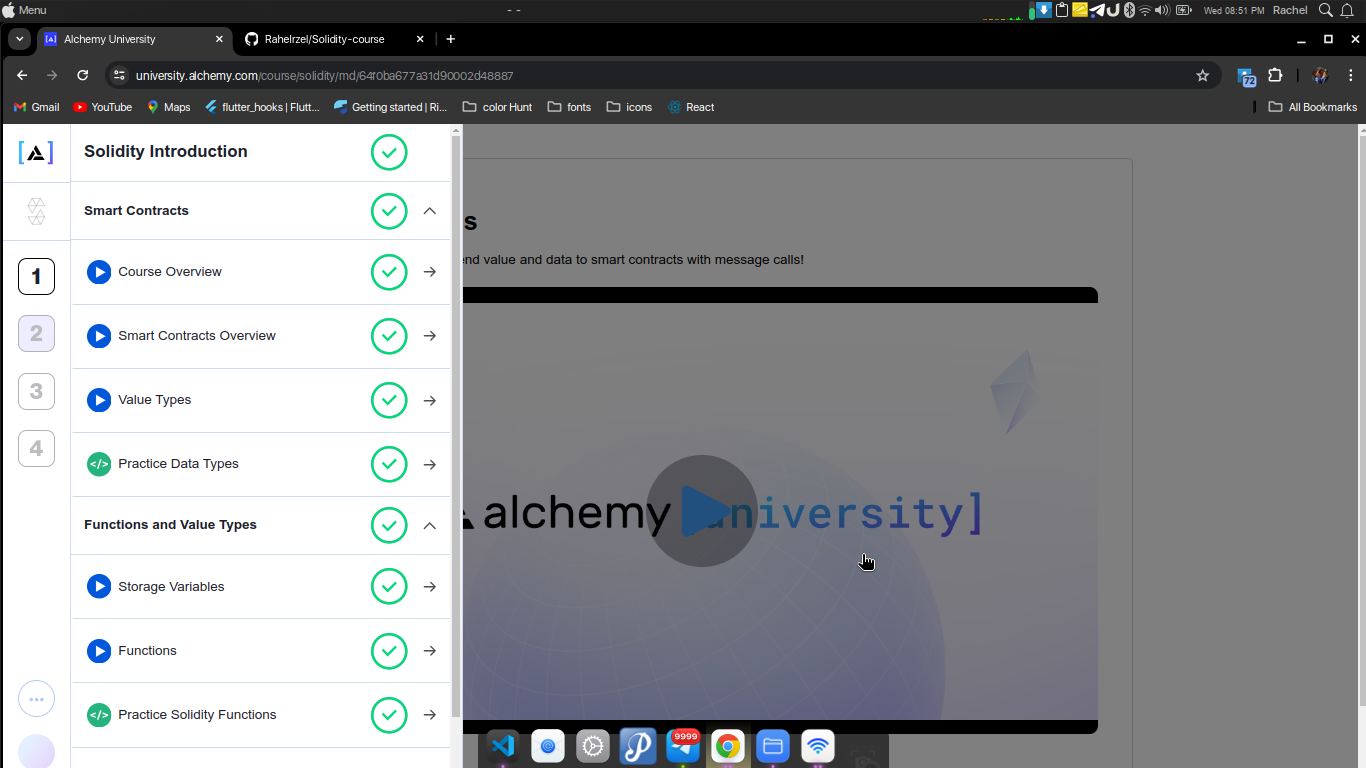 Menu
- -
Wed 08:51 PM
Rachel
Alchemy University
RaheIrzel/Solidity-course
university.alchemy.com/course/solidity/md/64f0ba677a31d90002d48887
72
Gmail
YouTube
Maps
flutter_hooks | Flutt...
Getting started | Ri...
color Hunt
fonts
icons
React
All Bookmarks
Solidity Introduction
Smart Contracts
Course Overview
Smart Contracts Overview
Value Types
Practice Data Types
Functions and Value Types
Storage Variables
Functions
Practice Solidity Functions
1
2
3
4
s
end value and data to smart contracts with message calls!
alchemy university]
9999